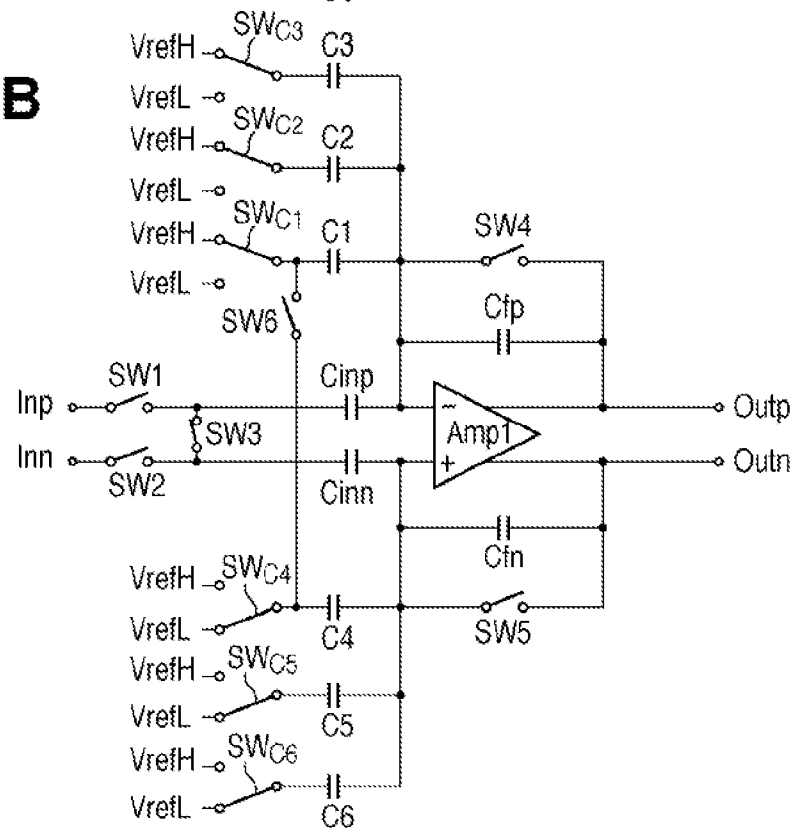 B
VrefH
SWC3
C3
VrefL
VrefH
SWC2
C2
VrefL
VrefH
SWC1
C1
VrefL
SW4
SW6
Cfp
Inp
SW1
Cinp
−
Outp
SW3
Amp1
Inn
SW2
Cinn
+
Outn
Cfn
VrefH
SWC4
VrefL
C4
SW5
VrefH
SWC5
VrefL
C5
VrefH
SWC6
VrefL
C6